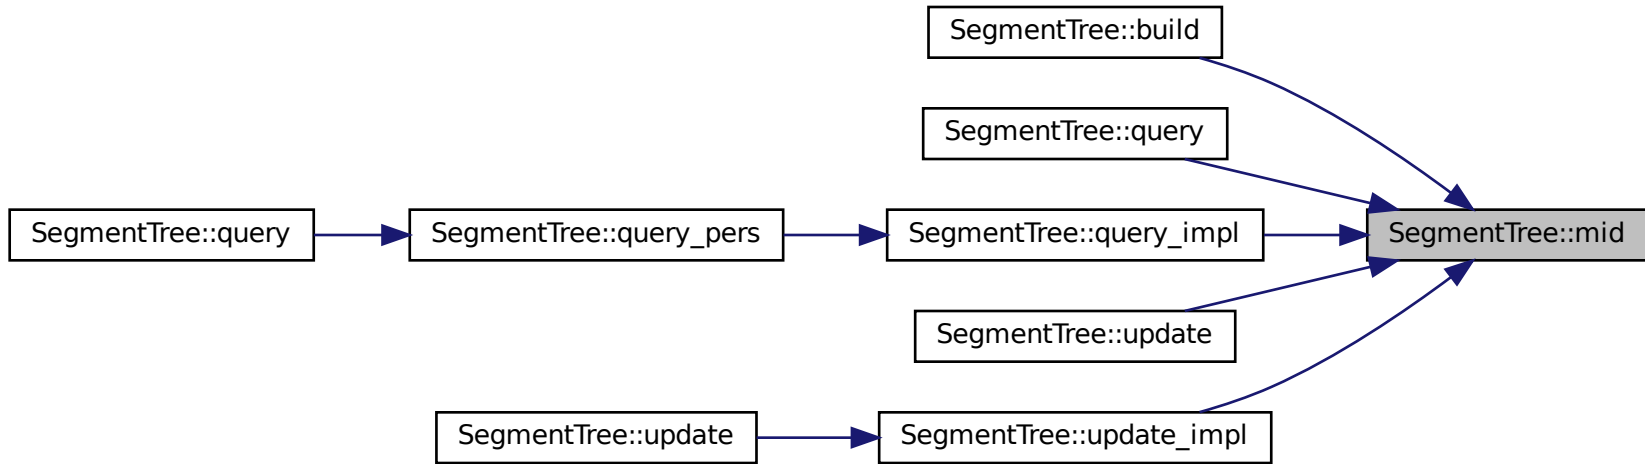 SegmentTree::build
SegmentTree::query
SegmentTree::query
SegmentTree::query_pers
SegmentTree::query_impl
SegmentTree::mid
SegmentTree::update
SegmentTree::update
SegmentTree::update_impl